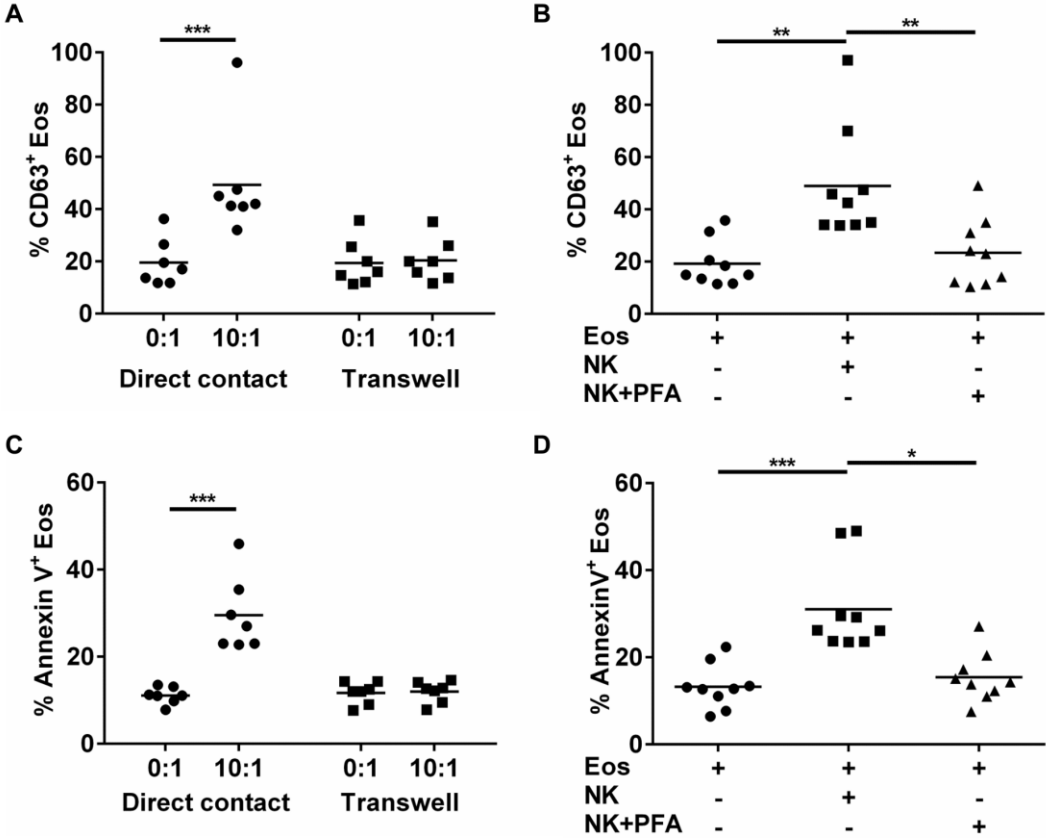 A
% CD63+ Eos
100
80
60
40
20
0
***
0:1 10:1 0:1 10:1
Direct contact Transwell
B
% CD63+ Eos
100
80
60
40
20
0
** **
Eos + + +
NK - + -
NK+PFA - - +
C
% Annexin V+ Eos
60
40
20
0
***
0:1 10:1 0:1 10:1
Direct contact Transwell
D
% AnnexinV+ Eos
60
40
20
0
*** *
Eos + + +
NK - + -
NK+PFA - - +